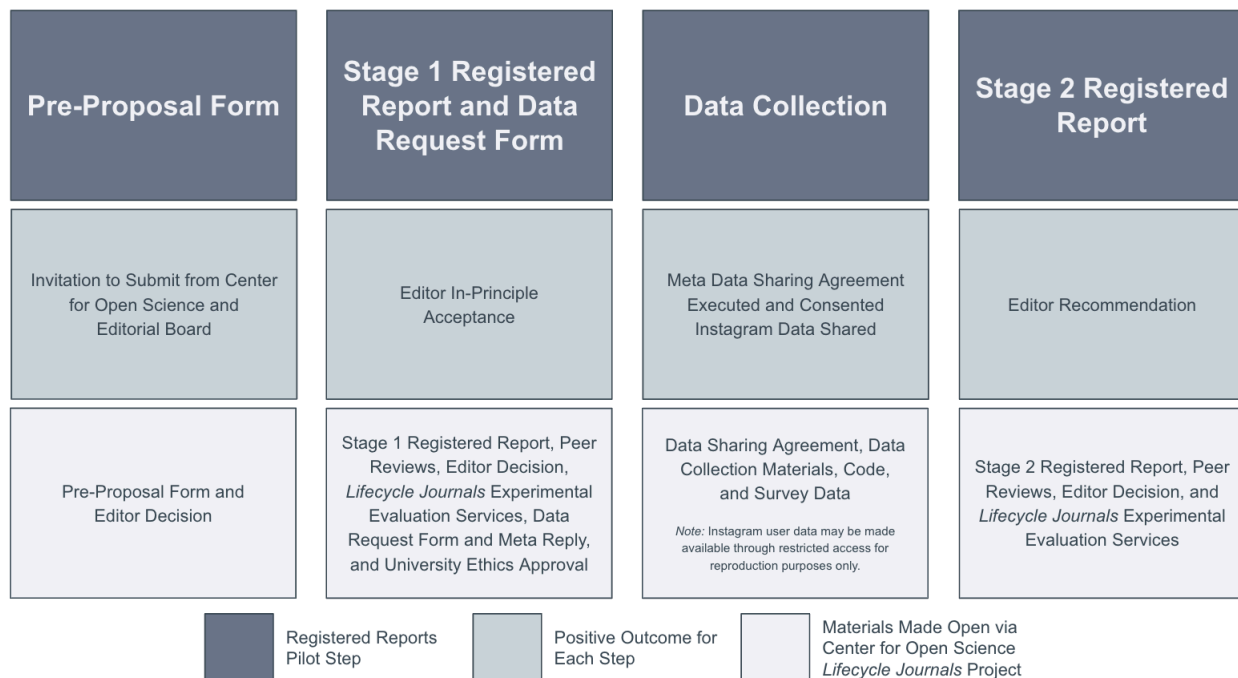 Pre-Proposal Form
Stage 1 Registered
Report and Data
Request Form
Data Collection
Stage 2 Registered
Report
Invitation to Submit from Center
for Open Science and
Editorial Board
Editor In-Principle
Acceptance
Meta Data Sharing Agreement
Executed and Consented
Instagram Data Shared
Editor Recommendation
Pre-Proposal Form and
Editor Decision
Stage 1 Registered Report, Peer
Reviews, Editor Decision,
Lifecycle Journals Experimental
Evaluation Services, Data
Request Form and Meta Reply,
and University Ethics Approval
Data Sharing Agreement, Data
Collection Materials, Code,
and Survey Data
Note: Instagram user data may be made
available through restricted access for
reproduction purposes only.
Stage 2 Registered Report, Peer
Reviews, Editor Decision, and
Lifecycle Journals Experimental
Evaluation Services
Registered Reports
Pilot Step
Positive Outcome for
Each Step
Materials Made Open via
Center for Open Science
Lifecycle Journals Project